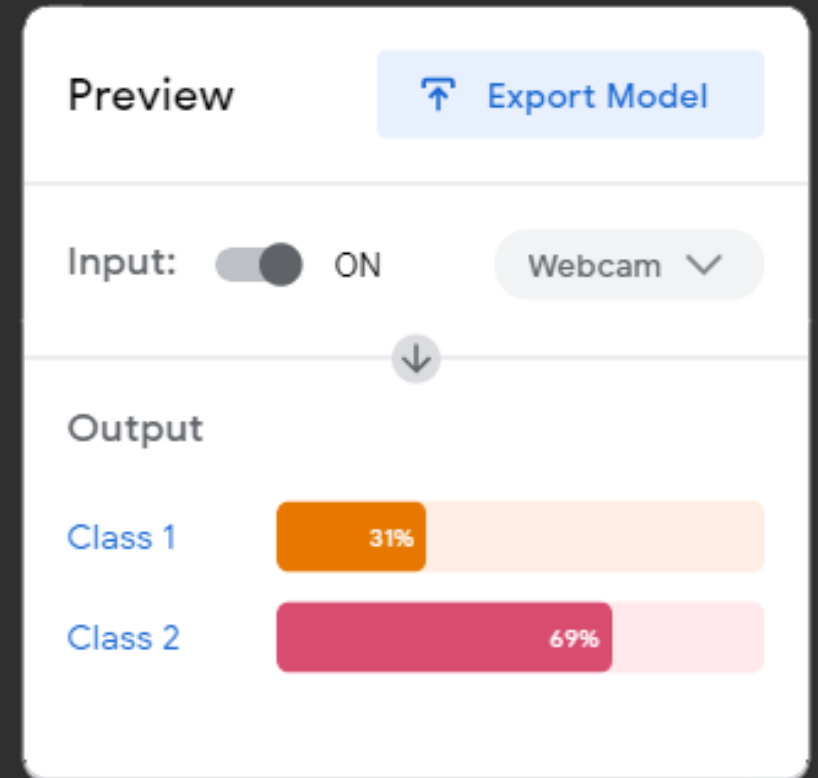 Preview Export Model
Input: ON Webcam
Output
Class 1 31%
Class 2 69%